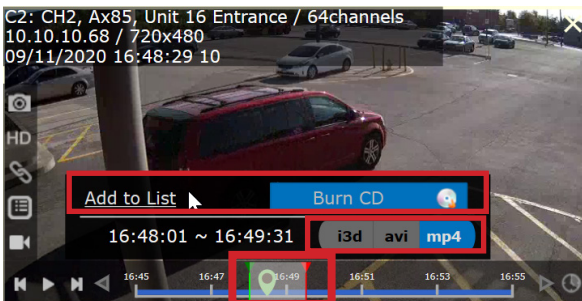 C2: CH2, Ax85, Unit 16 Entrance / 64channels
10.10.10.68 / 720x480
09/11/2020 16:48:29 10
HD
Add to List Burn CD
16:48:01 ~ 16:49:31 i3d avi mp4
16:45 16:47 16:49 16:51 16:53 16:55